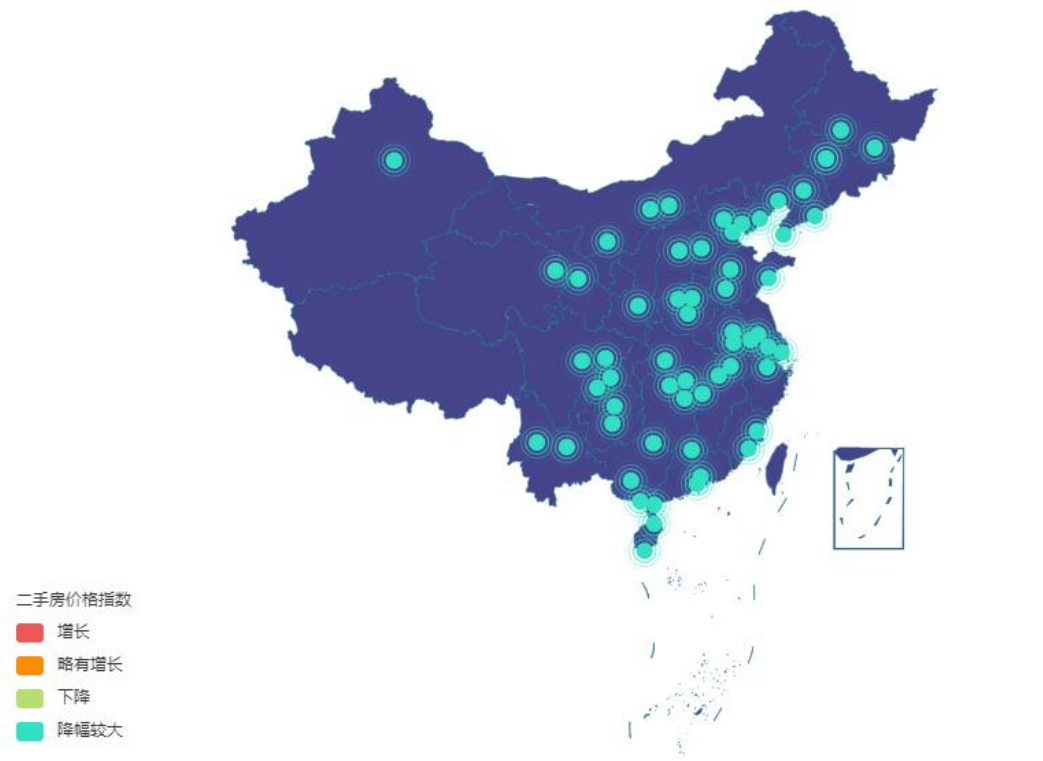 二手房价格指数
增长
略有增长
下降
降幅较大